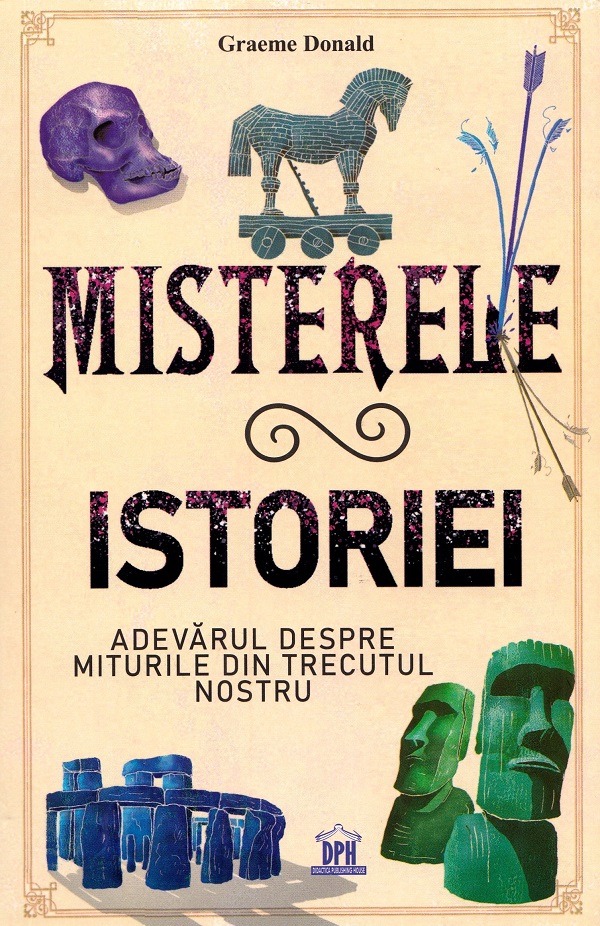 Graeme Donald
MISTERELE
ISTORIEI
ADEVĂRUL DESPRE
MITURILE DIN TRECUTUL
NOSTRU
DPH
DIDACTICA PUBLISHING HOUSE